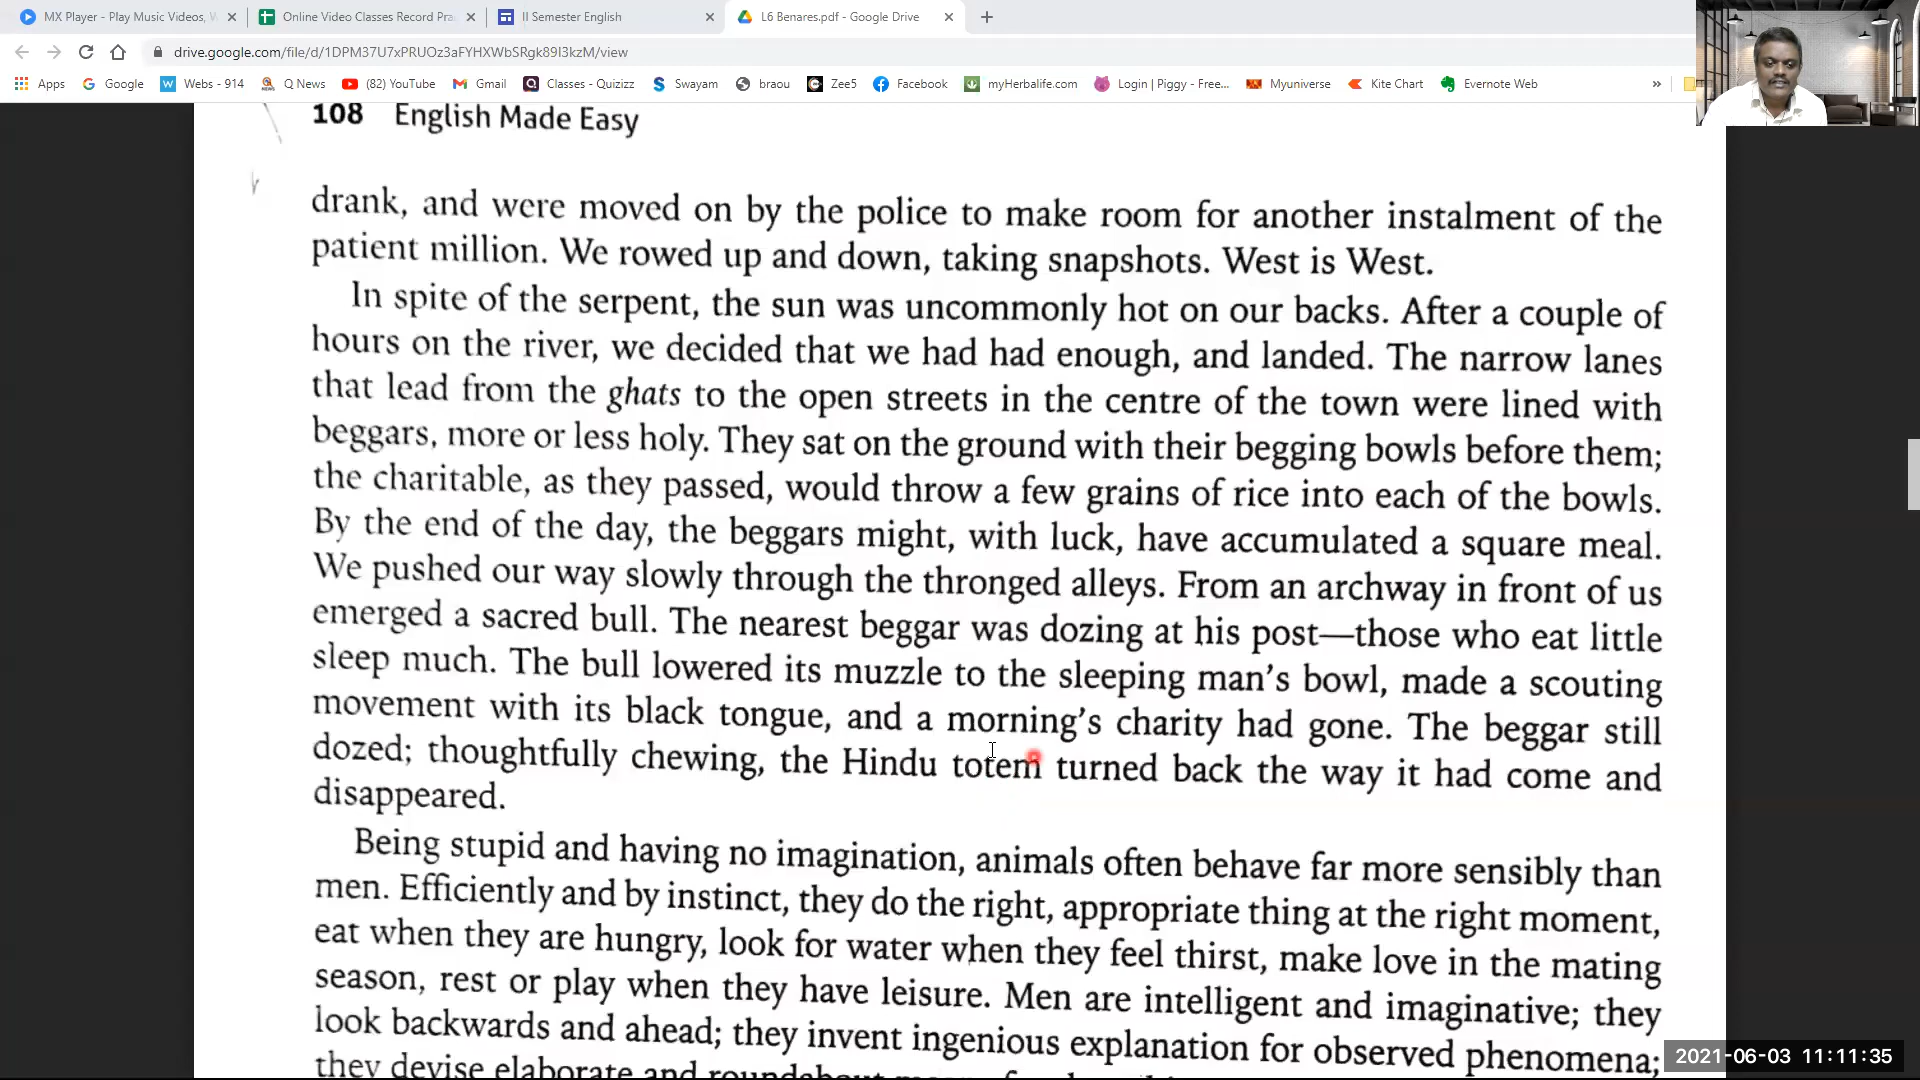 MX Player - Play Music Videos, W
Online Video Classes Record Pra
II Semester English
L6 Benares.pdf - Google Drive
drive.google.com/file/d/1DPM37U7xPRUOz3aFYHXWbSRgk89I3kzM/view
Apps
Google
Webs - 914
Q News
(82) YouTube
Gmail
Classes - Quizizz
Swayam
braou
Zee5
Facebook
myHerbalife.com
Login | Piggy - Free...
Myuniverse
Kite Chart
Evernote Web
»
108 English Made Easy
drank, and were moved on by the police to make room for another instalment of the
patient million. We rowed up and down, taking snapshots. West is West.
In spite of the serpent, the sun was uncommonly hot on our backs. After a couple of
hours on the river, we decided that we had had enough, and landed. The narrow lanes
that lead from the ghats to the open streets in the centre of the town were lined with
beggars, more or less holy. They sat on the ground with their begging bowls before them;
the charitable, as they passed, would throw a few grains of rice into each of the bowls.
By the end of the day, the beggars might, with luck, have accumulated a square meal.
We pushed our way slowly through the thronged alleys. From an archway in front of us
emerged a sacred bull. The nearest beggar was dozing at his post—those who eat little
sleep much. The bull lowered its muzzle to the sleeping man's bowl, made a scouting
movement with its black tongue, and a morning's charity had gone. The beggar still
dozed; thoughtfully chewing, the Hindu totem turned back the way it had come and
disappeared.
Being stupid and having no imagination, animals often behave far more sensibly than
men. Efficiently and by instinct, they do the right, appropriate thing at the right moment,
eat when they are hungry, look for water when they feel thirst, make love in the mating
season, rest or play when they have leisure. Men are intelligent and imaginative; they
look backwards and ahead; they invent ingenious explanation for observed phenomena;
they devise elaborate and roundabout
2021-06-03 11:11:35